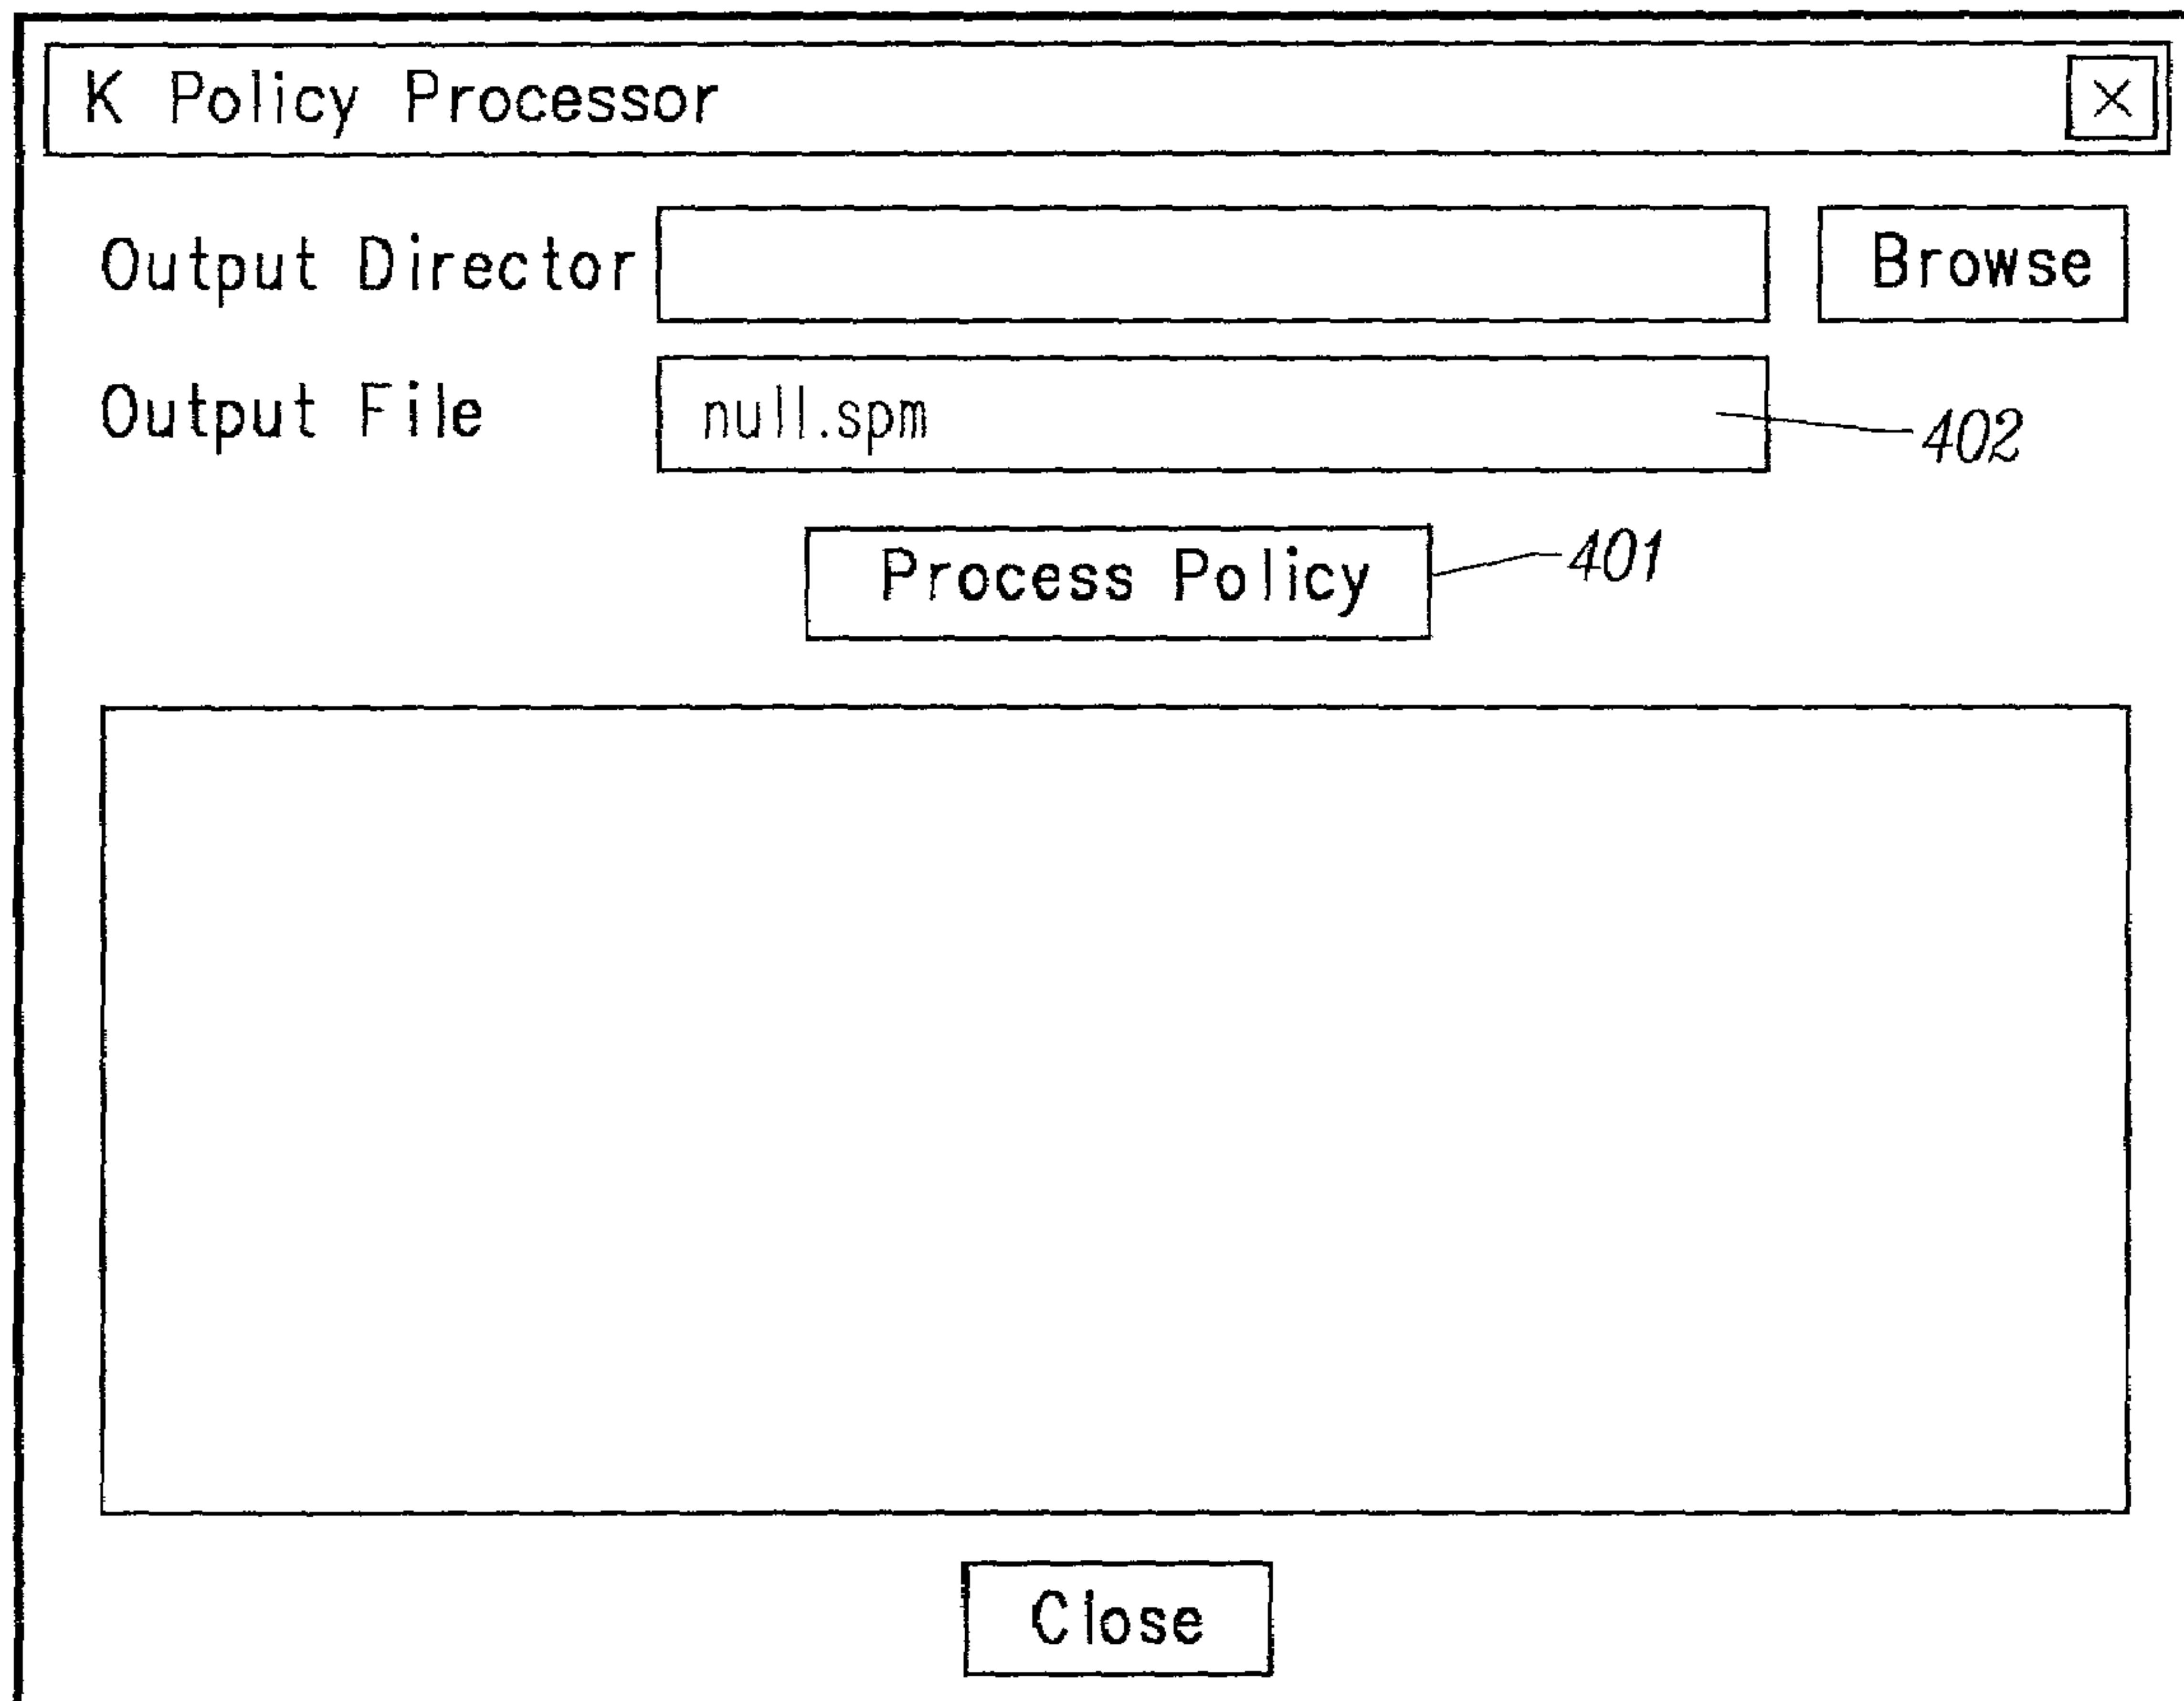 K Policy Processor X
Output Director Browse
Output File null.spm 402
Process Policy 401
Close